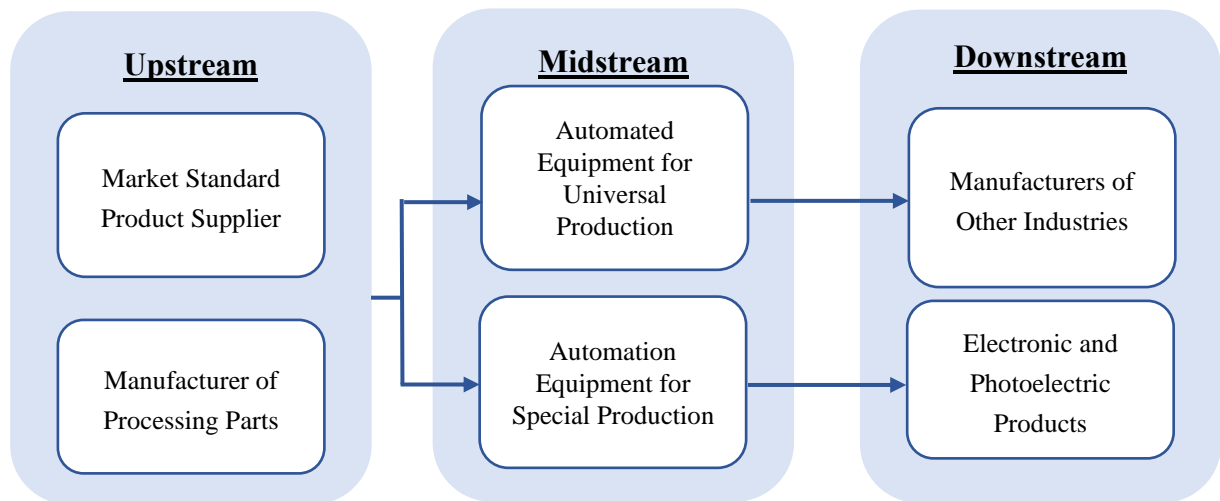 Upstream
Market Standard
Product Supplier
Manufacturer of
Processing Parts
Midstream
Automated
Equipment for
Universal
Production
Automation
Equipment for
Special Production
Downstream
Manufacturers of
Other Industries
Electronic and
Photoelectric
Products